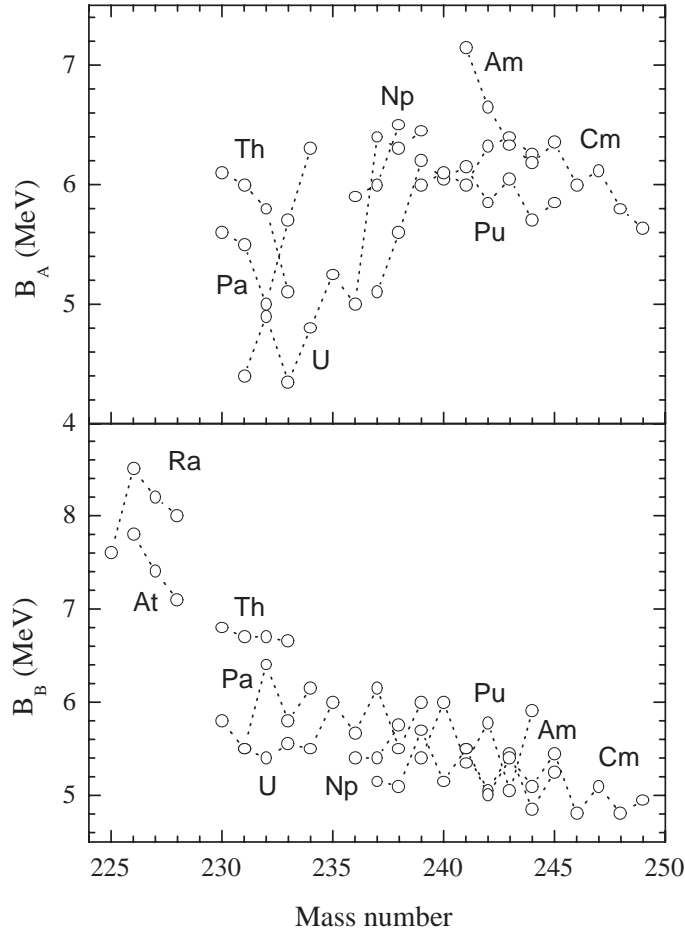 7
6
5
4
B_A (MeV)
Th
Pa
U
Np
Am
Pu
Cm
8
7
6
5
B_B (MeV)
Ra
At
Th
Pa
U
Np
Pu
Am
Cm
225 230 235 240 245 250
Mass number